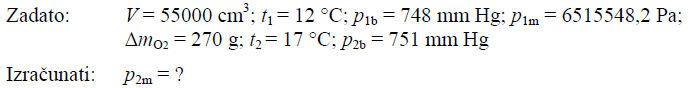 Zadato: V = 55000 cm³; t₁ = 12 °C; p₁b = 748 mm Hg; p₁m = 6515548,2 Pa;
Δm_O2 = 270 g; t₂ = 17 °C; p₂b = 751 mm Hg
Izračunati: p₂m = ?